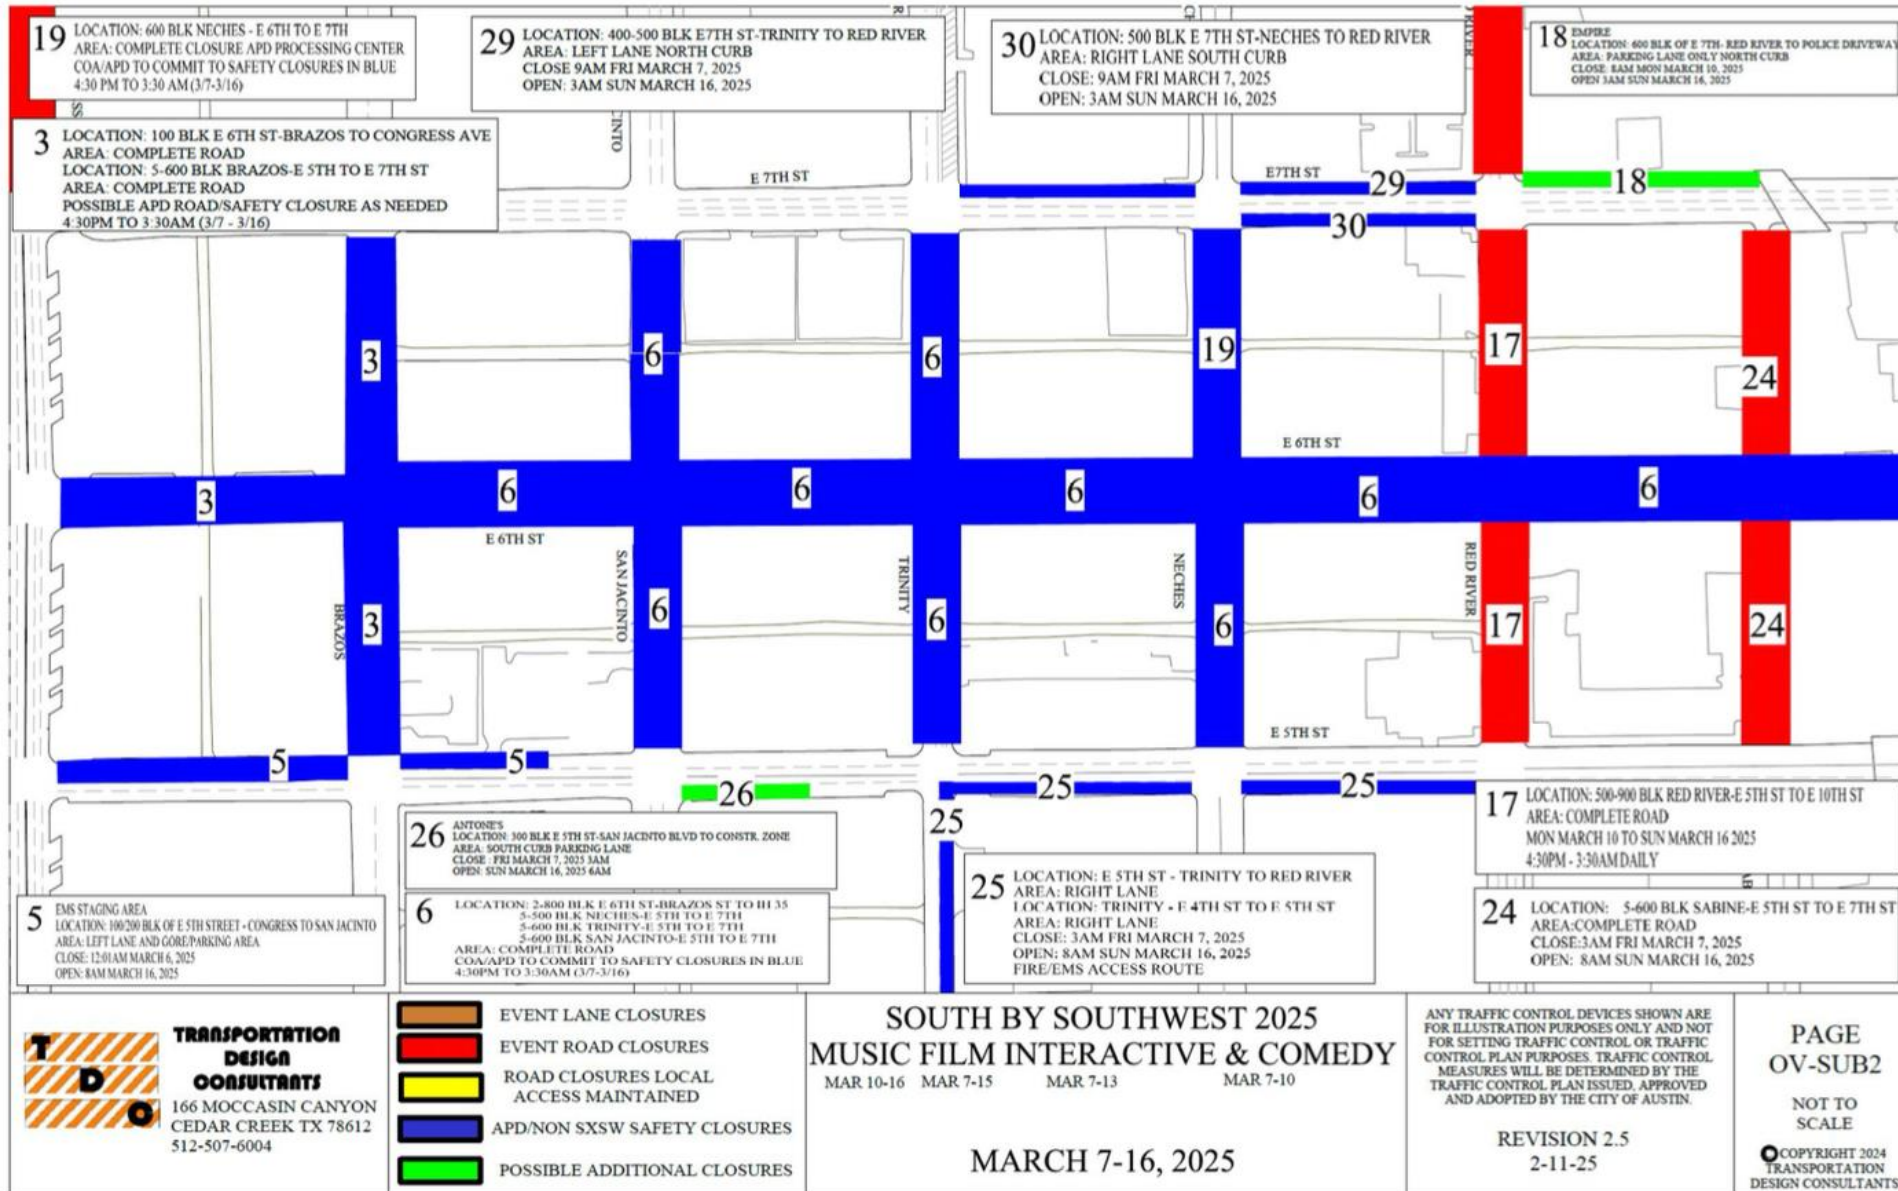 19 LOCATION: 600 BLK NECHES - E 6TH TO E 7TH
AREA: COMPLETE CLOSURE APD PROCESSING CENTER
COA/APD TO COMMIT TO SAFETY CLOSURES IN BLUE
4:30 PM TO 3:30 AM (3/7-3/16)
29 LOCATION: 400-500 BLK E7TH ST-TRINITY TO RED RIVER
AREA: LEFT LANE NORTH CURB
CLOSE 9AM FRI MARCH 7, 2025
OPEN: 3AM SUN MARCH 16, 2025
30 LOCATION: 500 BLK E 7TH ST-NECHES TO RED RIVER
AREA: RIGHT LANE SOUTH CURB
CLOSE: 9AM FRI MARCH 7, 2025
OPEN: 3AM SUN MARCH 16, 2025
18 EMPIRE
LOCATION: 600 BLK OF E 7TH- RED RIVER TO POLICE DRIVEWAY
AREA: PARKING LANE ONLY NORTH CURB
CLOSE: 8AM MON MARCH 10, 2025
OPEN 3AM SUN MARCH 16, 2025
3 LOCATION: 100 BLK E 6TH ST-BRAZOS TO CONGRESS AVE
AREA: COMPLETE ROAD
LOCATION: 5-600 BLK BRAZOS-E 5TH TO E 7TH ST
AREA: COMPLETE ROAD
POSSIBLE APD ROAD/SAFETY CLOSURE AS NEEDED
4:30PM TO 3:30AM (3/7 - 3/16)
E 7TH ST
E7TH ST
29
18
30
3
6
6
19
17
24
E 6TH ST
3
6
6
6
6
6
E 6TH ST
BRAZOS
SAN JACINTO
TRINITY
NECHES
RED RIVER
3
6
6
6
17
24
E 5TH ST
5
5
26
25
25
25
26 ANTONE'S
LOCATION: 300 BLK E 5TH ST-SAN JACINTO BLVD TO CONSTR. ZONE
AREA: SOUTH CURB PARKING LANE
CLOSE : FRI MARCH 7, 2025 3AM
OPEN: SUN MARCH 16, 2025 6AM
17 LOCATION: 500-900 BLK RED RIVER-E 5TH ST TO E 10TH ST
AREA: COMPLETE ROAD
MON MARCH 10 TO SUN MARCH 16 2025
4:30PM - 3:30AM DAILY
5 EMS STAGING AREA
LOCATION: 100/200 BLK OF E 5TH STREET - CONGRESS TO SAN JACINTO
AREA: LEFT LANE AND GORE/PARKING AREA
CLOSE: 12:01AM MARCH 6, 2025
OPEN: 8AM MARCH 16, 2025
6 LOCATION: 2-800 BLK E 6TH ST-BRAZOS ST TO IH 35
5-500 BLK NECHES-E 5TH TO E 7TH
5-600 BLK TRINITY-E 5TH TO E 7TH
5-600 BLK SAN JACINTO-E 5TH TO E 7TH
AREA: COMPLETE ROAD
COA/APD TO COMMIT TO SAFETY CLOSURES IN BLUE
4:30PM TO 3:30AM (3/7-3/16)
25 LOCATION: E 5TH ST - TRINITY TO RED RIVER
AREA: RIGHT LANE
LOCATION: TRINITY - E 4TH ST TO E 5TH ST
AREA: RIGHT LANE
CLOSE: 3AM FRI MARCH 7, 2025
OPEN: 8AM SUN MARCH 16, 2025
FIRE/EMS ACCESS ROUTE
24 LOCATION: 5-600 BLK SABINE-E 5TH ST TO E 7TH ST
AREA:COMPLETE ROAD
CLOSE:3AM FRI MARCH 7, 2025
OPEN: 8AM SUN MARCH 16, 2025
T
D
C
TRANSPORTATION
DESIGN
CONSULTANTS
166 MOCCASIN CANYON
CEDAR CREEK TX 78612
512-507-6004
EVENT LANE CLOSURES
EVENT ROAD CLOSURES
ROAD CLOSURES LOCAL
ACCESS MAINTAINED
APD/NON SXSW SAFETY CLOSURES
POSSIBLE ADDITIONAL CLOSURES
SOUTH BY SOUTHWEST 2025
MUSIC FILM INTERACTIVE & COMEDY
MAR 10-16 MAR 7-15 MAR 7-13 MAR 7-10
MARCH 7-16, 2025
ANY TRAFFIC CONTROL DEVICES SHOWN ARE
FOR ILLUSTRATION PURPOSES ONLY AND NOT
FOR SETTING TRAFFIC CONTROL OR TRAFFIC
CONTROL PLAN PURPOSES. TRAFFIC CONTROL
MEASURES WILL BE DETERMINED BY THE
TRAFFIC CONTROL PLAN ISSUED, APPROVED
AND ADOPTED BY THE CITY OF AUSTIN.
REVISION 2.5
2-11-25
PAGE
OV-SUB2
NOT TO
SCALE
© COPYRIGHT 2024
TRANSPORTATION
DESIGN CONSULTANTS